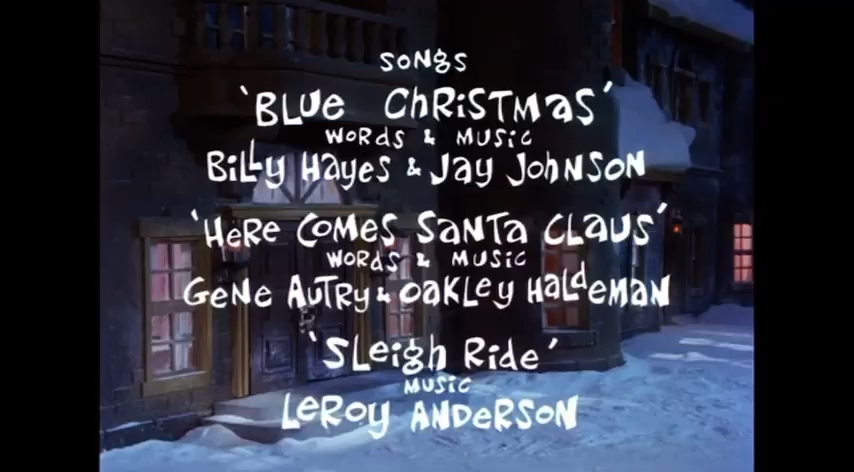 SONgS
'BLUE ChRiSTMaS'
WORdS & MUSiC
BiLLy Hayes & Jay JohNSON
'HeRe COMeS SaNTa CLauS'
WORdS & MUSiC
GeNe AuTRy & OaKLey HaLdeMaN
'SLeigh Ride'
MUSiC
LeROy ANdeRSON